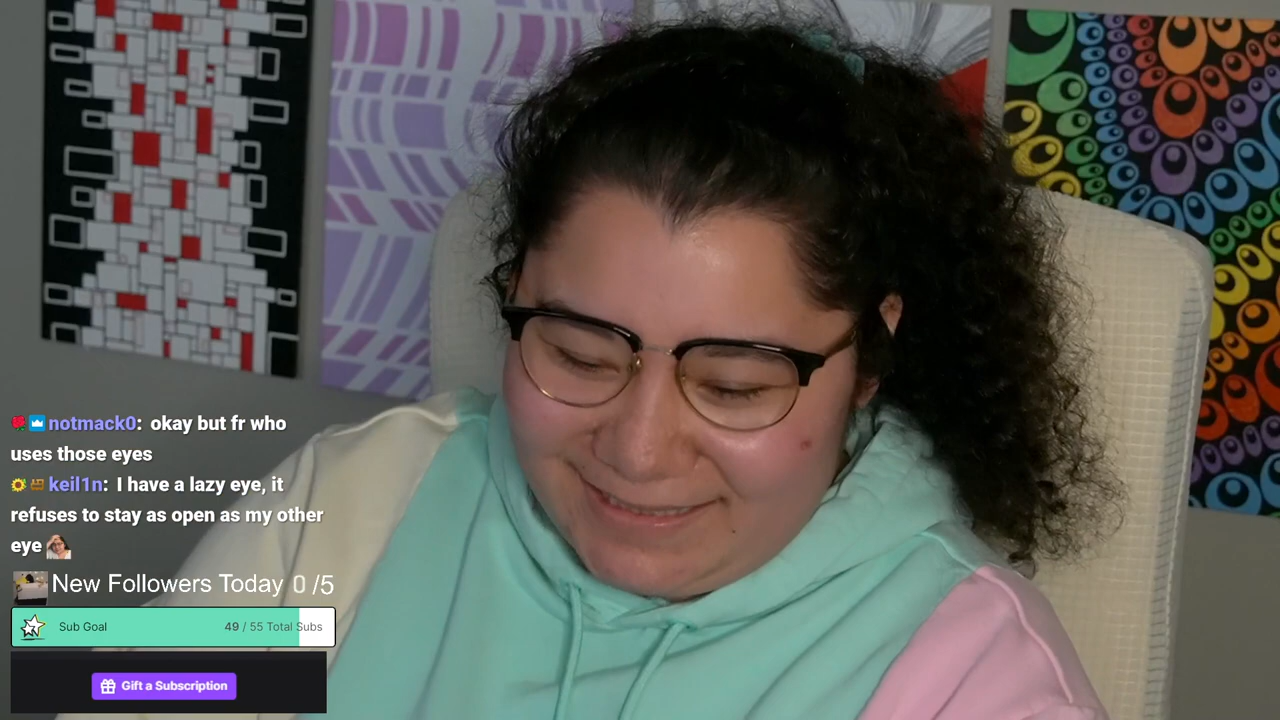 notmack0: okay but fr who
uses those eyes
keil1n: I have a lazy eye, it
refuses to stay as open as my other
eye
New Followers Today 0 /5
Sub Goal 49 / 55 Total Subs
Gift a Subscription